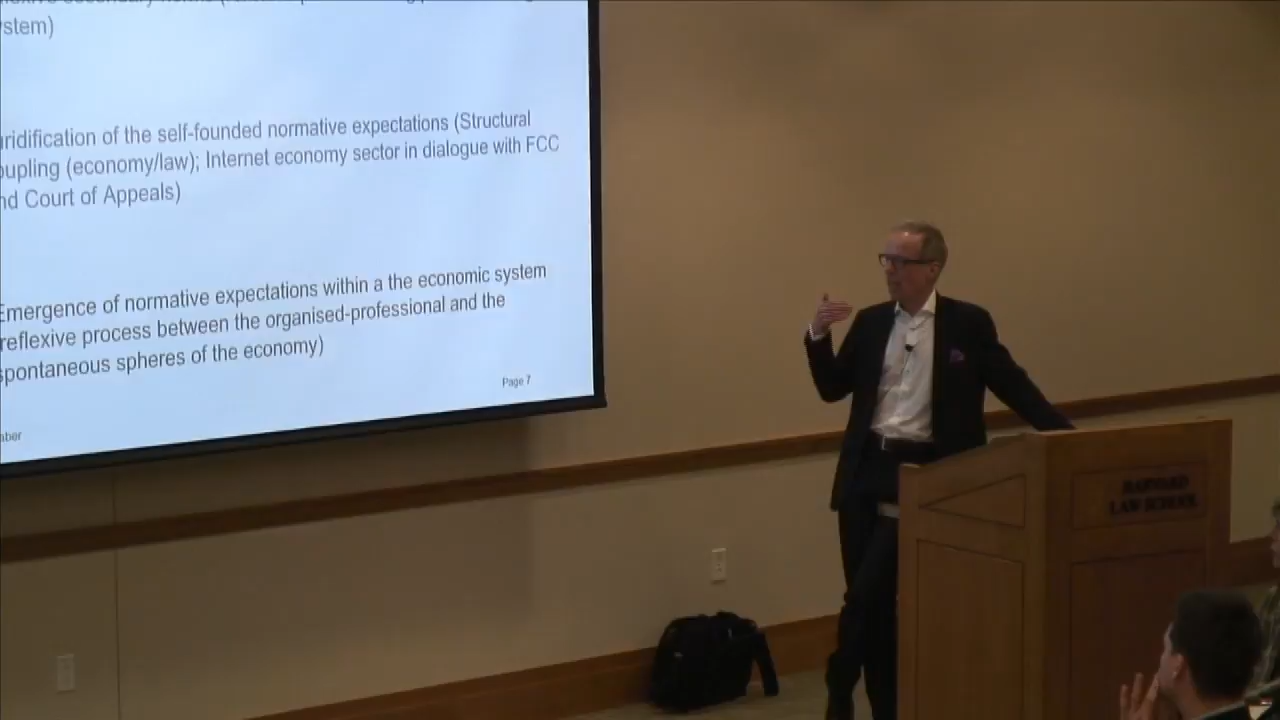 ystem)
uridification of the self-founded normative expectations (Structural
oupling (economy/law); Internet economy sector in dialogue with FCC
nd Court of Appeals)
Emergence of normative expectations within a the economic system
reflexive process between the organised-professional and the
spontaneous spheres of the economy)
Page 7
aber
HARVARD
LAW SCHOOL